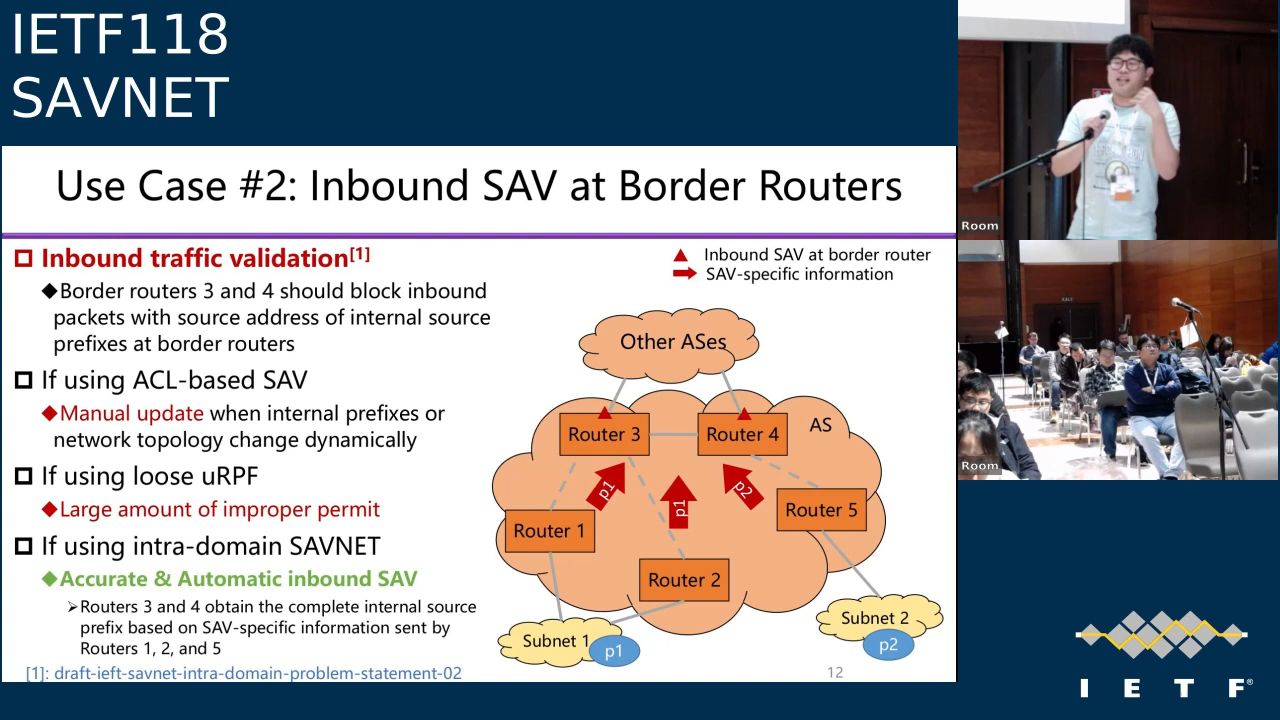 IETF118
SAVNET
Use Case #2: Inbound SAV at Border Routers
Inbound traffic validation[1]
Border routers 3 and 4 should block inbound
packets with source address of internal source
prefixes at border routers
If using ACL-based SAV
Manual update when internal prefixes or
network topology change dynamically
If using loose uRPF
Large amount of improper permit
If using intra-domain SAVNET
Accurate & Automatic inbound SAV
Routers 3 and 4 obtain the complete internal source
prefix based on SAV-specific information sent by
Routers 1, 2, and 5
[1]: draft-ieft-savnet-intra-domain-problem-statement-02
Inbound SAV at border router
SAV-specific information
Other ASes
AS
Router 3
Router 4
p1
p1
p2
Router 5
Router 1
Router 2
Subnet 1
p1
Subnet 2
p2
12
Room
Room
I E T F®